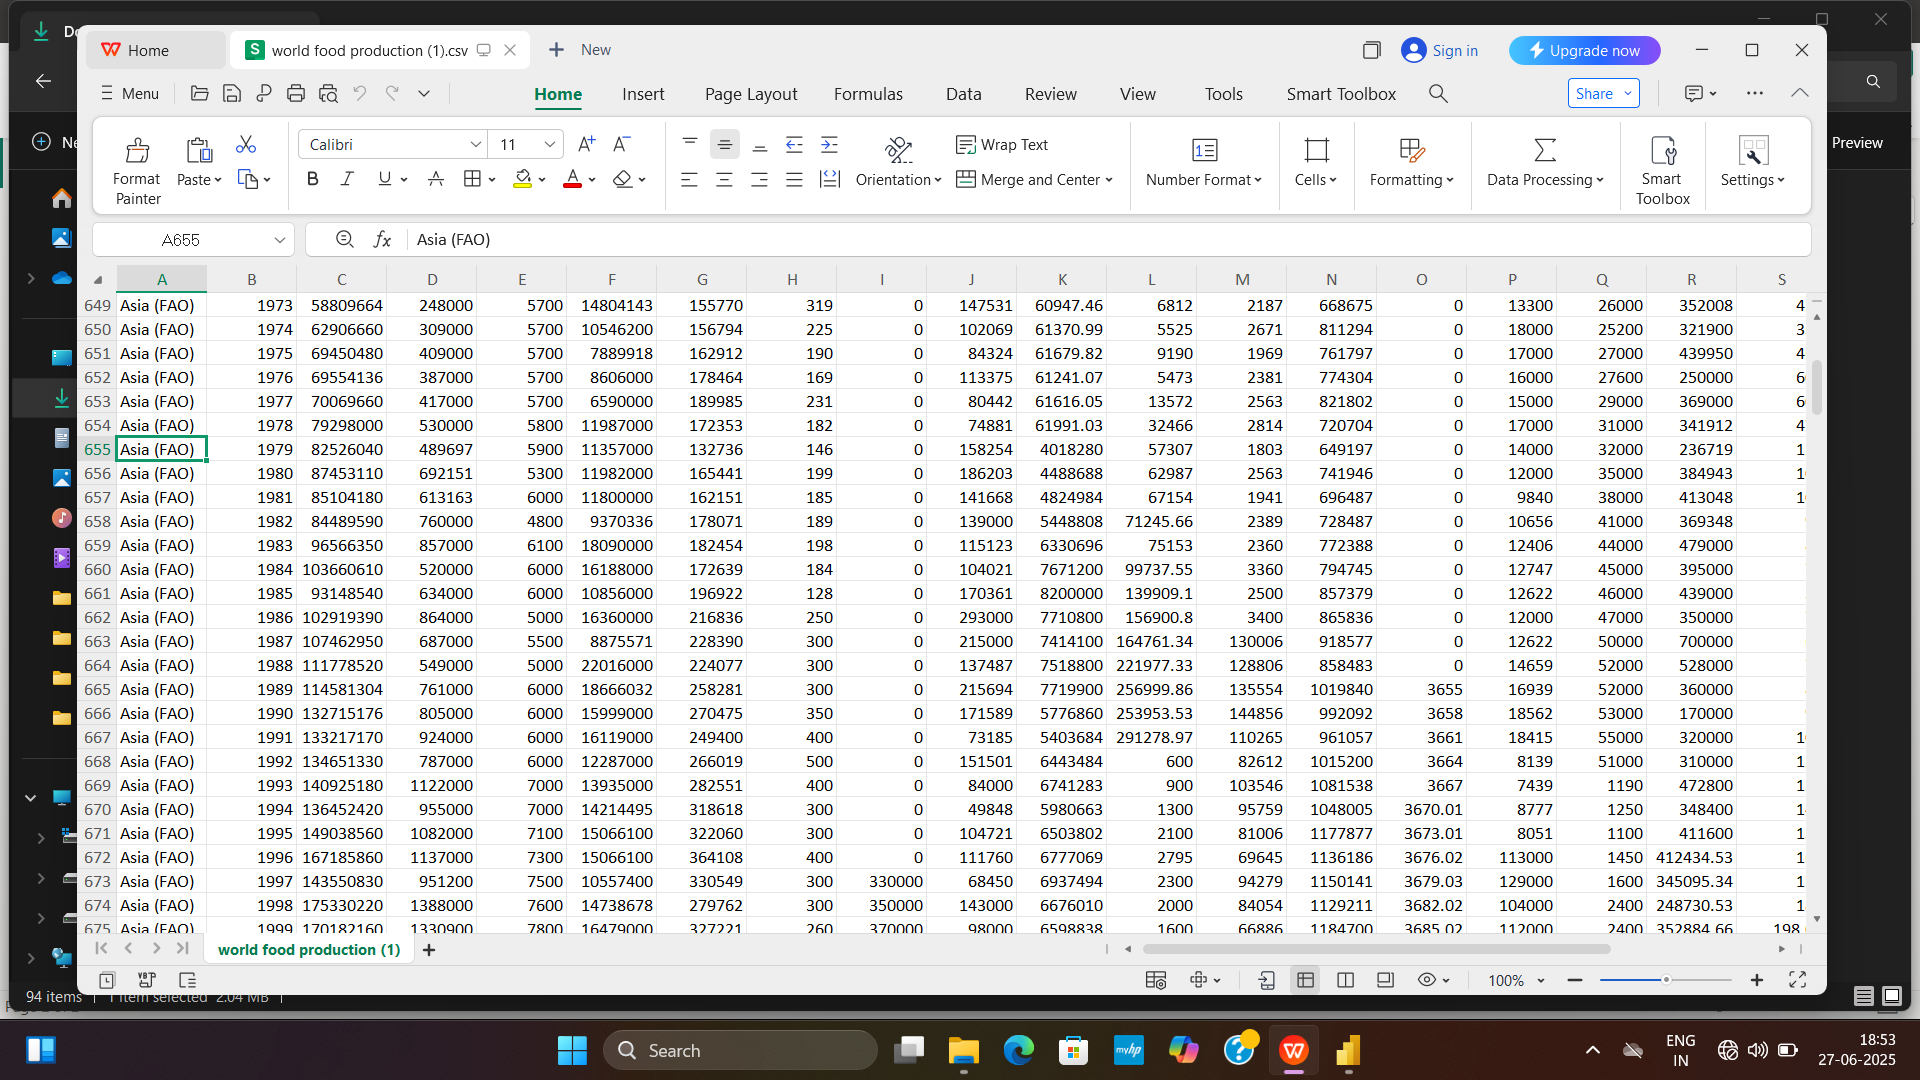 Home
world food production (1).csv
New
Sign in
Upgrade now
Menu
Home Insert Page Layout Formulas Data Review View Tools Smart Toolbox
Share
Format Painter
Paste
Calibri 11
Wrap Text
Orientation
Merge and Center
Number Format
Cells
Formatting
Data Processing
Smart Toolbox
Settings
Preview
A655
fx Asia (FAO)
A B C D E F G H I J K L M N O P Q R S
649 Asia (FAO) 1973 58809664 248000 5700 14804143 155770 319 0 147531 60947.46 6812 2187 668675 0 13300 26000 352008 4
650 Asia (FAO) 1974 62906660 309000 5700 10546200 156794 225 0 102069 61370.99 5525 2671 811294 0 18000 25200 321900 3
651 Asia (FAO) 1975 69450480 409000 5700 7889918 162912 190 0 84324 61679.82 9190 1969 761797 0 17000 27000 439950 4
652 Asia (FAO) 1976 69554136 387000 5700 8606000 178464 169 0 113375 61241.07 5473 2381 774304 0 16000 27600 250000 6
653 Asia (FAO) 1977 70069660 417000 5700 6590000 189985 231 0 80442 61616.05 13572 2563 821802 0 15000 29000 369000 6
654 Asia (FAO) 1978 79298000 530000 5800 11987000 172353 182 0 74881 61991.03 32466 2814 720704 0 17000 31000 341912 4
655 Asia (FAO) 1979 82526040 489697 5900 11357000 132736 146 0 158254 4018280 57307 1803 649197 0 14000 32000 236719 1
656 Asia (FAO) 1980 87453110 692151 5300 11982000 165441 199 0 186203 4488688 62987 2563 741946 0 12000 35000 384943 1
657 Asia (FAO) 1981 85104180 613163 6000 11800000 162151 185 0 141668 4824984 67154 1941 696487 0 9840 38000 413048 1
658 Asia (FAO) 1982 84489590 760000 4800 9370336 178071 189 0 139000 5448808 71245.66 2389 728487 0 10656 41000 369348
659 Asia (FAO) 1983 96566350 857000 6100 18090000 182454 198 0 115123 6330696 75153 2360 772388 0 12406 44000 479000
660 Asia (FAO) 1984 103660610 520000 6000 16188000 172639 184 0 104021 7671200 99737.55 3360 794745 0 12747 45000 395000
661 Asia (FAO) 1985 93148540 634000 6000 10856000 196922 128 0 170361 8200000 139909.1 2500 857379 0 12622 46000 439000
662 Asia (FAO) 1986 102919390 864000 5000 16360000 216836 250 0 293000 7710800 156900.8 3400 865836 0 12000 47000 350000
663 Asia (FAO) 1987 107462950 687000 5500 8875571 228390 300 0 215000 7414100 164761.34 130006 918577 0 12622 50000 700000
664 Asia (FAO) 1988 111778520 549000 5000 22016000 224077 300 0 137487 7518800 221977.33 128806 858483 0 14659 52000 528000
665 Asia (FAO) 1989 114581304 761000 6000 18666032 258281 300 0 215694 7719900 256999.86 135554 1019840 3655 16939 52000 360000
666 Asia (FAO) 1990 132715176 805000 6000 15999000 270475 350 0 171589 5776860 253953.53 144856 992092 3658 18562 53000 170000
667 Asia (FAO) 1991 133217170 924000 6000 16119000 249400 400 0 73185 5403684 291278.97 110265 961057 3661 18415 55000 320000 1
668 Asia (FAO) 1992 134651330 787000 6000 12287000 266019 500 0 151501 6443484 600 82612 1015200 3664 8139 51000 310000 1
669 Asia (FAO) 1993 140925180 1122000 7000 13935000 282551 400 0 84000 6741283 900 103546 1081538 3667 7439 1190 472800 1
670 Asia (FAO) 1994 136452420 955000 7000 14214495 318618 300 0 49848 5980663 1300 95759 1048005 3670.01 8777 1250 348400 1
671 Asia (FAO) 1995 149038560 1082000 7100 15066100 322060 300 0 104721 6503802 2100 81006 1177877 3673.01 8051 1100 411600 1
672 Asia (FAO) 1996 167185860 1137000 7300 15066100 364108 400 0 111760 6777069 2795 69645 1136186 3676.02 113000 1450 412434.53 1
673 Asia (FAO) 1997 143550830 951200 7500 10557400 330549 300 330000 68450 6937494 2300 94279 1150141 3679.03 129000 1600 345095.34 1
674 Asia (FAO) 1998 175330220 1388000 7600 14738678 279762 300 350000 143000 6676010 2000 84054 1129211 3682.02 104000 2400 248730.53 1
675 Asia (FAO) 1999 170182160 1330900 7800 16479000 327221 260 370000 98000 6598838 1600 66886 1184700 3685.02 112000 2400 352884.66 198
world food production (1)
100%
94 items 1 item selected 2.04 MB
Search
myhp
ENG
IN
18:53
27-06-2025